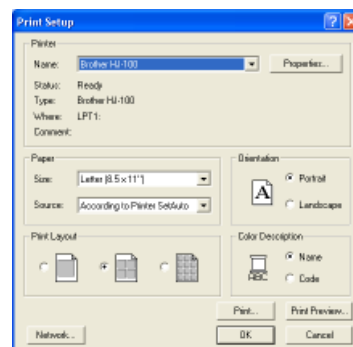 Print Setup
Printer
Name: Brother HJ-100 Properties...
Status: Ready
Type: Brother HJ-100
Where: LPT1:
Comment:
Paper
Size: Letter (8.5 x 11")
Source: According to Printer SetAuto
Orientation
A
Portrait
Landscape
Print Layout
Color Description
ABC
Name
Code
Print... Print Preview...
Network... OK Cancel